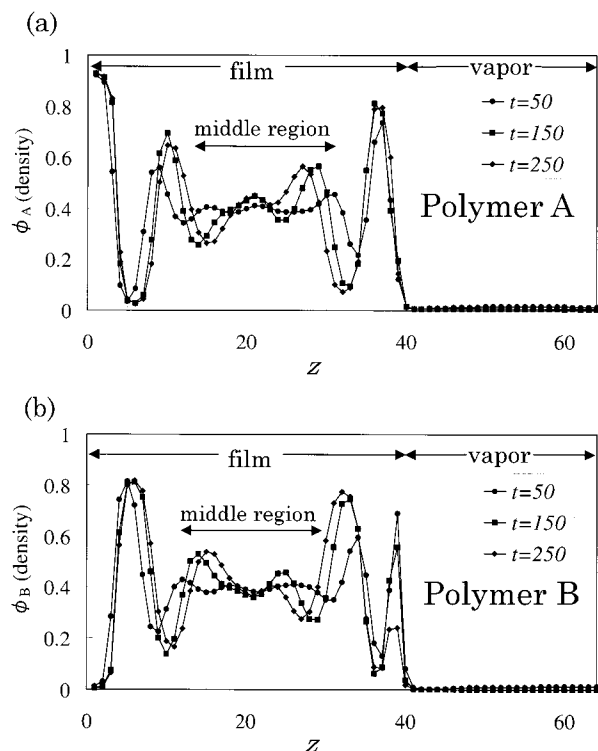 (a)
1
film
vapor
0.8
t=50
middle region
t=150
0.6
t=250
ϕA (density)
0.4
Polymer A
0.2
0
0
20
40
60
z
(b)
1
film
vapor
0.8
t=50
middle region
t=150
0.6
t=250
ϕB (density)
0.4
Polymer B
0.2
0
0
20
40
60
z